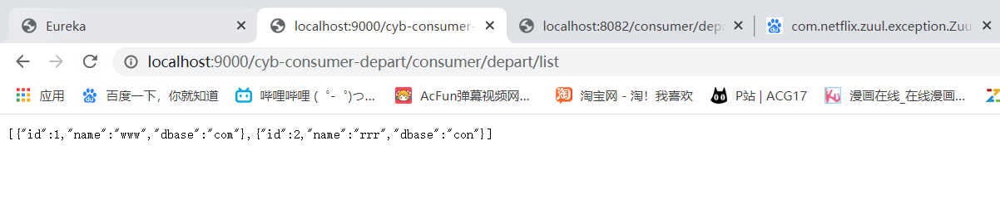 Eureka localhost:9000/cyb-consumer- localhost:8082/consumer/depa com.netflix.zuul.exception.Zuu
localhost:9000/cyb-consumer-depart/consumer/depart/list
应用 百度一下，你就知道 哔哩哔哩 (゜-゜)つ... AcFun弹幕视频网... 淘宝网 - 淘！我喜欢 P站 | ACG17 漫画在线_在线漫画...
[{"id":1,"name":"www","dbase":"com"},{"id":2,"name":"rrr","dbase":"con"}]